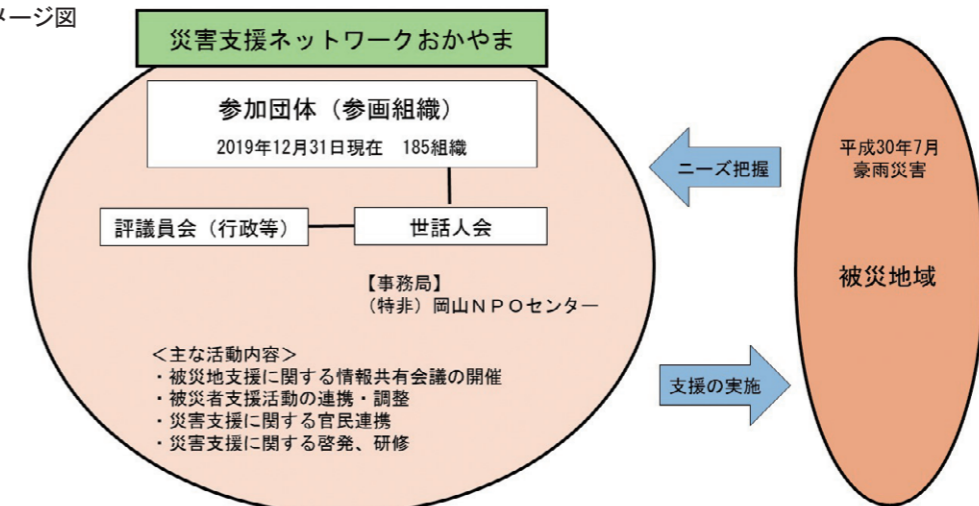 メージ図
災害支援ネットワークおかやま
参加団体（参画組織）
2019年12月31日現在　185組織
評議員会（行政等）
世話人会
【事務局】
（特非）岡山ＮＰＯセンター
＜主な活動内容＞
・被災地支援に関する情報共有会議の開催
・被災者支援活動の連携・調整
・災害支援に関する官民連携
・災害支援に関する啓発、研修
ニーズ把握
支援の実施
平成30年7月
豪雨災害
被災地域